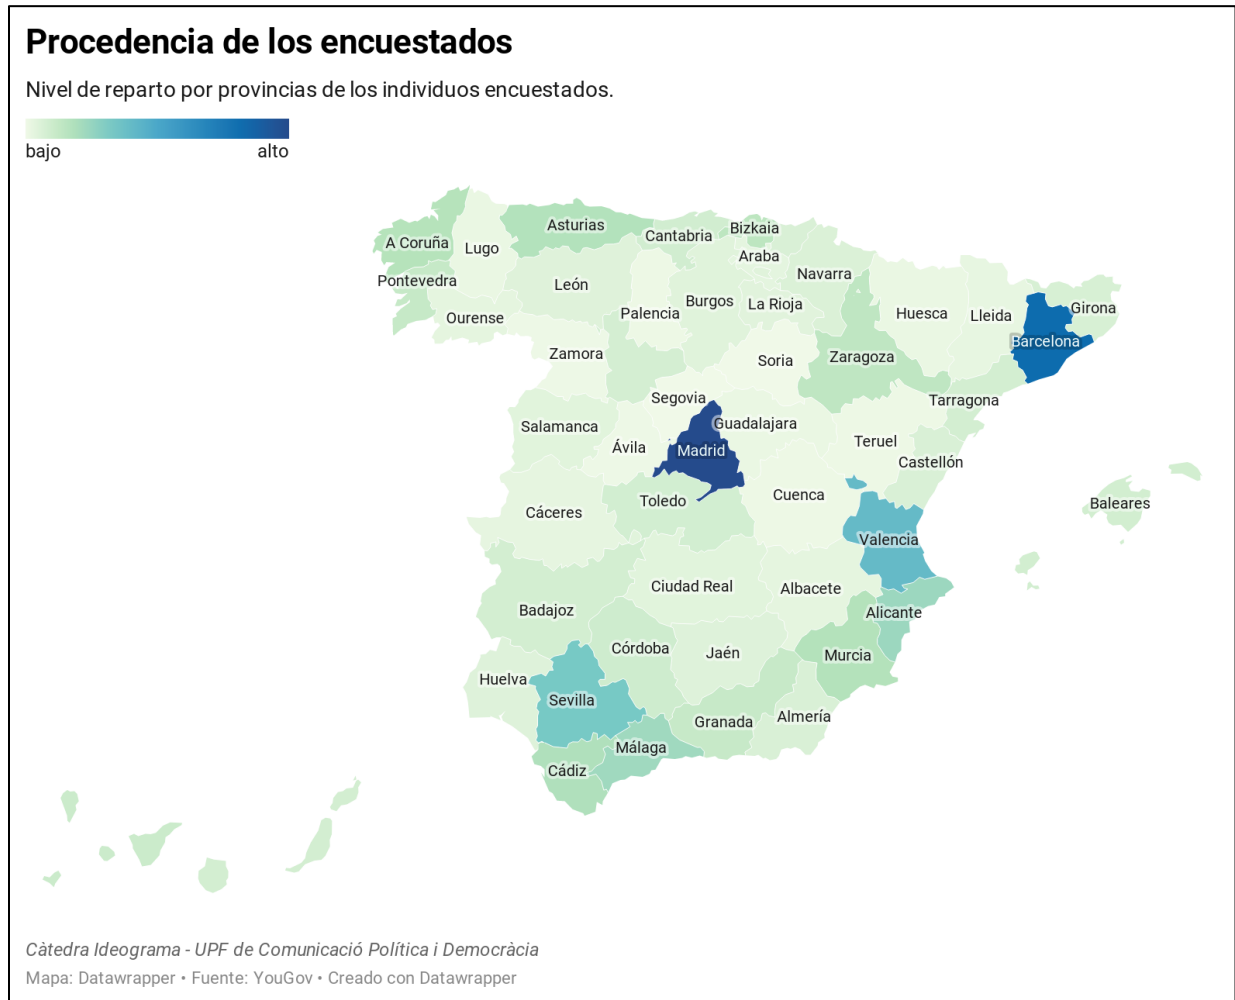 Procedencia de los encuestados
Nivel de reparto por provincias de los individuos encuestados.
bajo
alto
A Coruña
Lugo
Asturias
Cantabria
Bizkaia
Araba
Navarra
Pontevedra
León
Ourense
Palencia
Burgos
La Rioja
Huesca
Lleida
Girona
Barcelona
Zamora
Soria
Zaragoza
Tarragona
Segovia
Salamanca
Ávila
Madrid
Guadalajara
Teruel
Castellón
Cáceres
Toledo
Cuenca
Valencia
Baleares
Badajoz
Ciudad Real
Albacete
Alicante
Huelva
Córdoba
Jaén
Murcia
Sevilla
Granada
Almería
Málaga
Cádiz
Càtedra Ideograma - UPF de Comunicació Política i Democràcia
Mapa: Datawrapper • Fuente: YouGov • Creado con Datawrapper